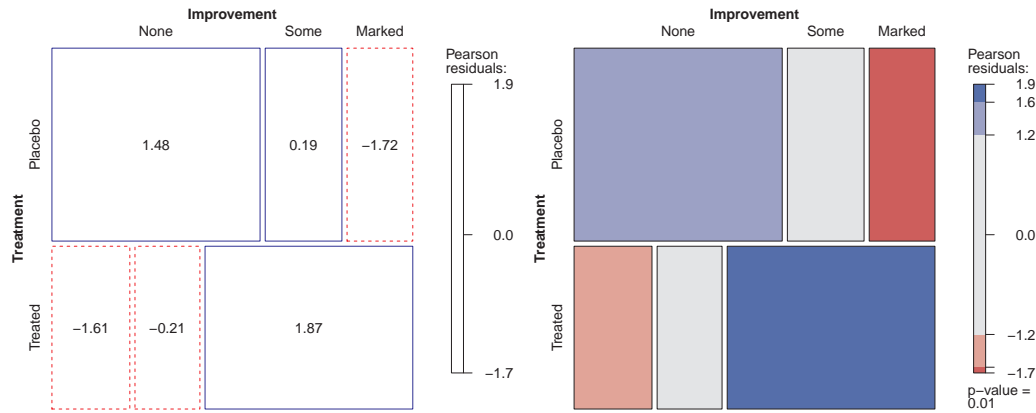 Improvement
None Some Marked
Treatment
Placebo
Treated
1.48 0.19 −1.72
−1.61 −0.21 1.87
Pearson
residuals:
1.9
0.0
−1.7
Improvement
None Some Marked
Treatment
Placebo
Treated
Pearson
residuals:
1.9
1.6
1.2
0.0
−1.2
−1.7
p−value =
0.01